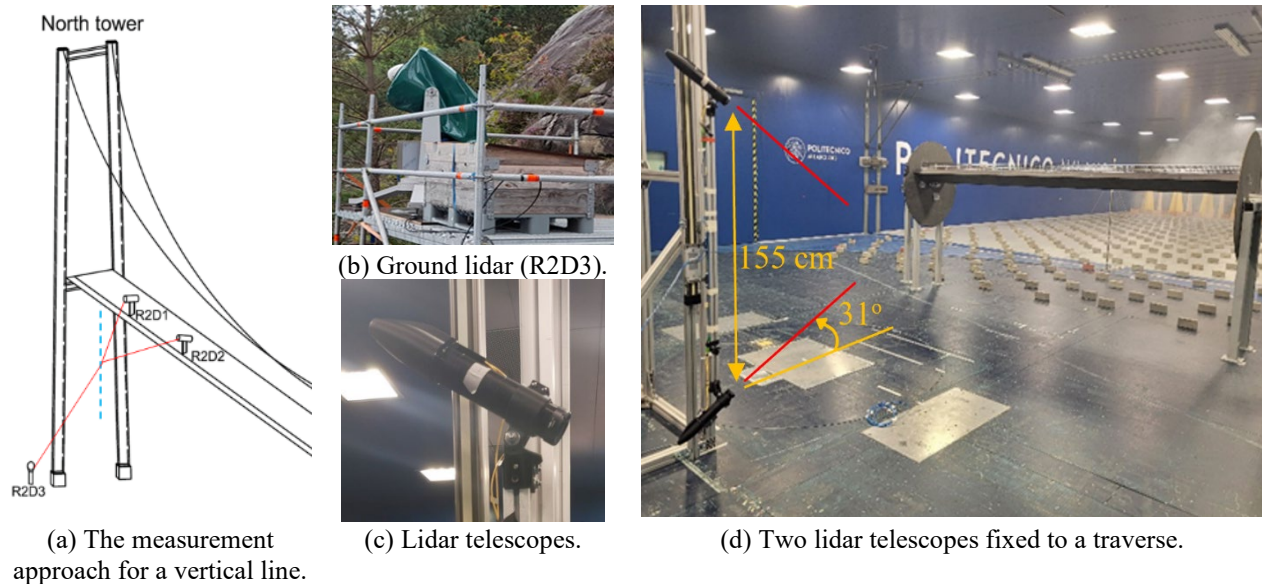 North tower
R2D1
R2D2
R2D3
(a) The measurement
approach for a vertical line.
(b) Ground lidar (R2D3).
(c) Lidar telescopes.
POLITECNICO
POLITECNICO
155 cm
31°
(d) Two lidar telescopes fixed to a traverse.